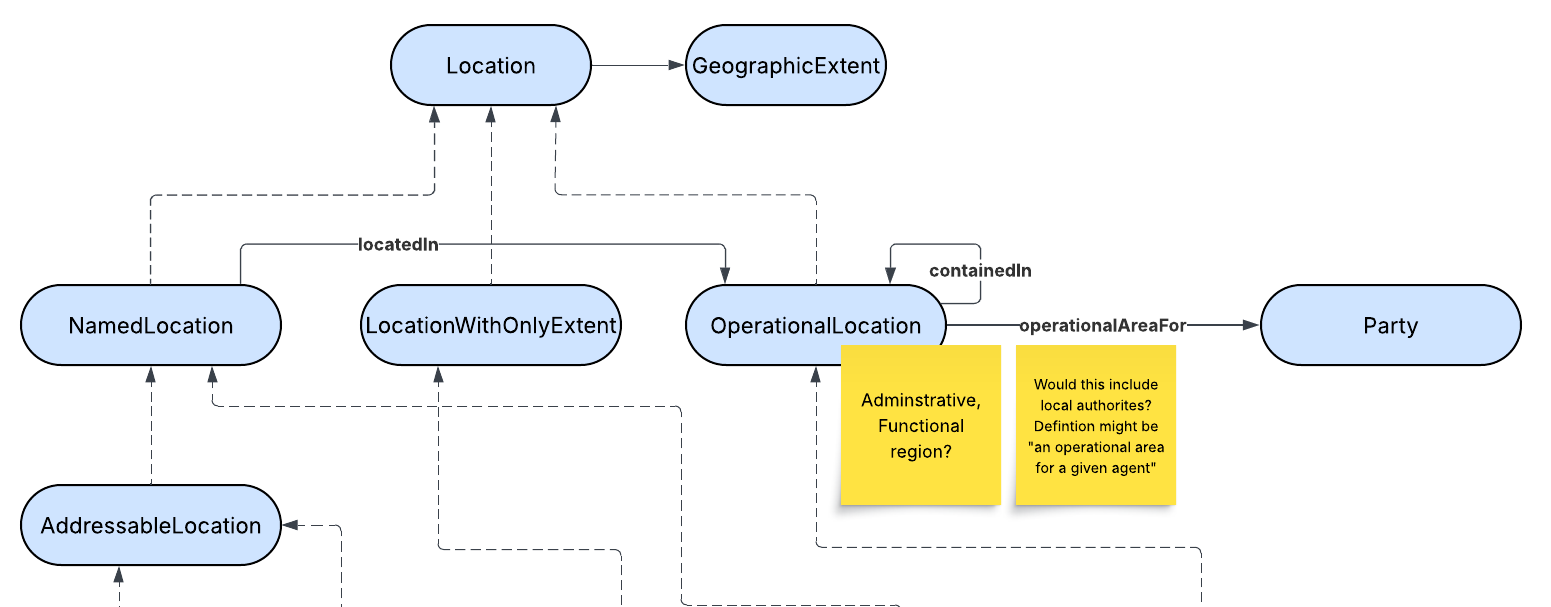 Location
GeographicExtent
locatedIn
containedIn
NamedLocation
LocationWithOnlyExtent
OperationalLocation
operationalAreaFor
Party
Adminstrative,
Functional
region?
Would this include
local authorites?
Defintion might be
"an operational area
for a given agent"
AddressableLocation